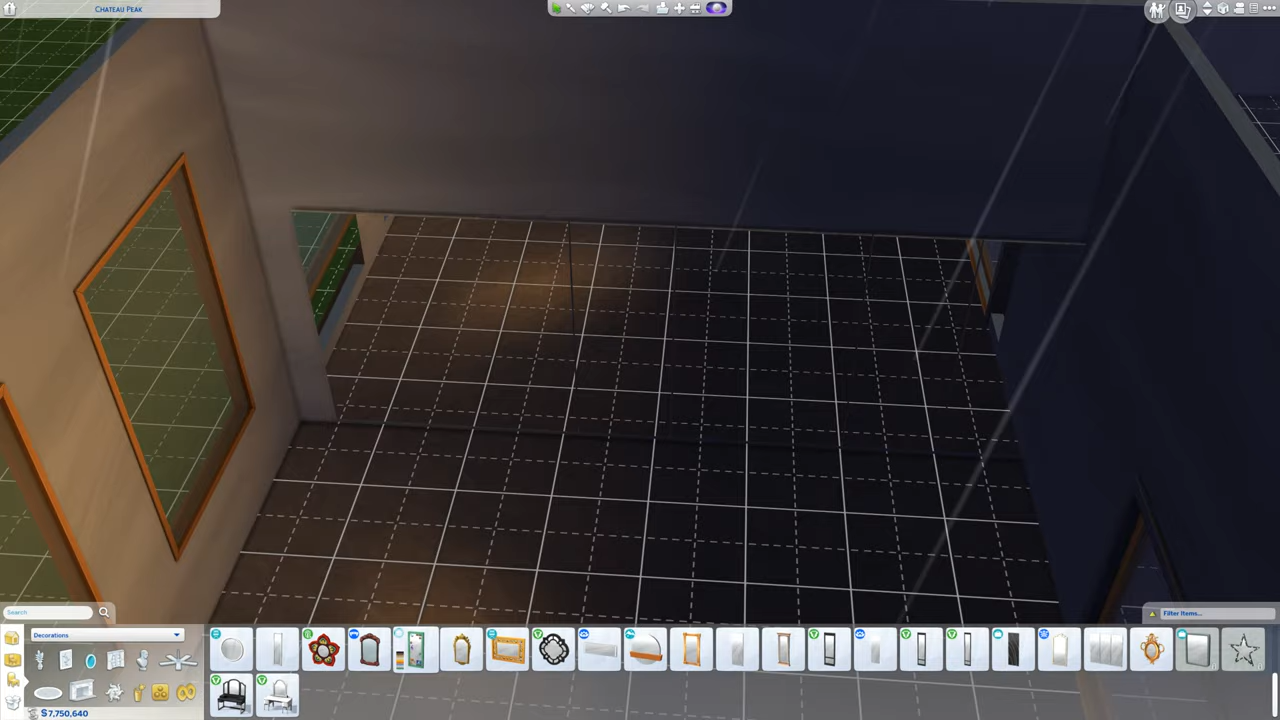 CHATEAU PEAK
Search
Filter Items...
Decorations
§7,750,640